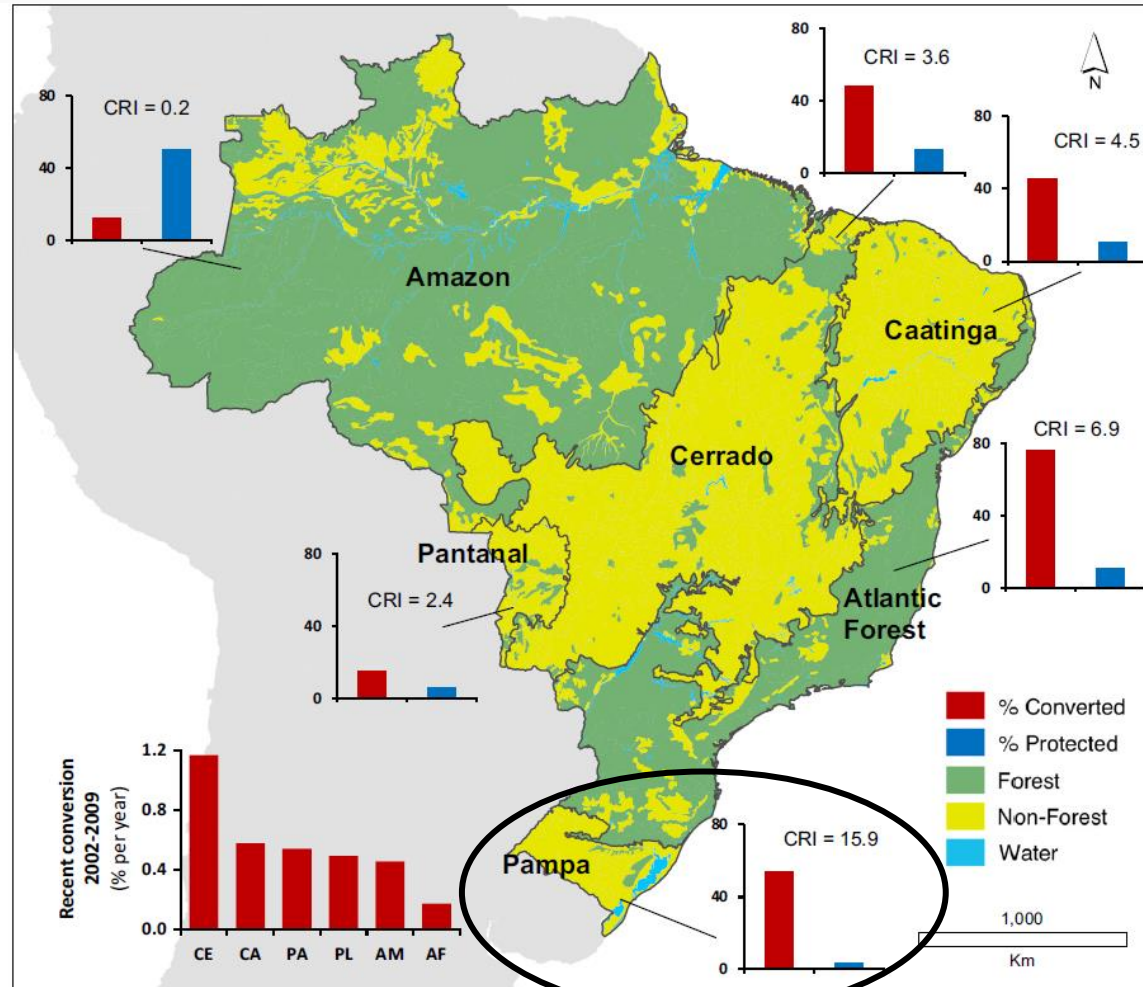 80
40
0
CRI = 0.2
80
40
0
CRI = 3.6
N
80
40
0
CRI = 4.5
Amazon
Caatinga
Cerrado
80
40
0
CRI = 6.9
Pantanal
80
40
0
CRI = 2.4
Atlantic
Forest
% Converted
% Protected
Forest
Non-Forest
Water
Recent conversion
2002-2009
(% per year)
1.2
0.8
0.4
0.0
CE CA PA PL AM AF
Pampa
80
40
0
CRI = 15.9
1,000
Km